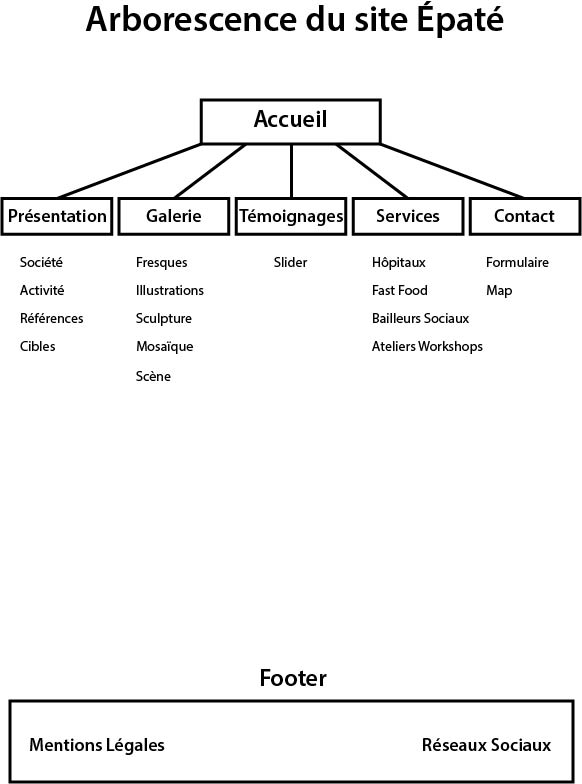 Arborescence du site Épaté
Accueil
Présentation
Galerie
Témoignages
Services
Contact
Société
Activité
Références
Cibles
Fresques
Illustrations
Sculpture
Mosaïque
Scène
Slider
Hôpitaux
Fast Food
Bailleurs Sociaux
Ateliers Workshops
Formulaire
Map
Footer
Mentions Légales
Réseaux Sociaux